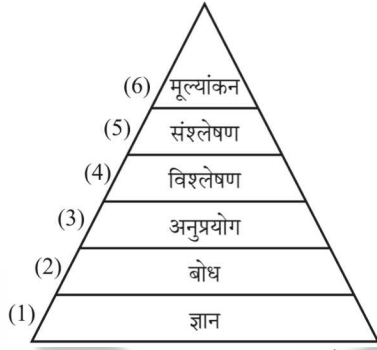 (6) मूल्यांकन
(5) संश्लेषण
(4) विश्लेषण
(3) अनुप्रयोग
(2) बोध
(1) ज्ञान